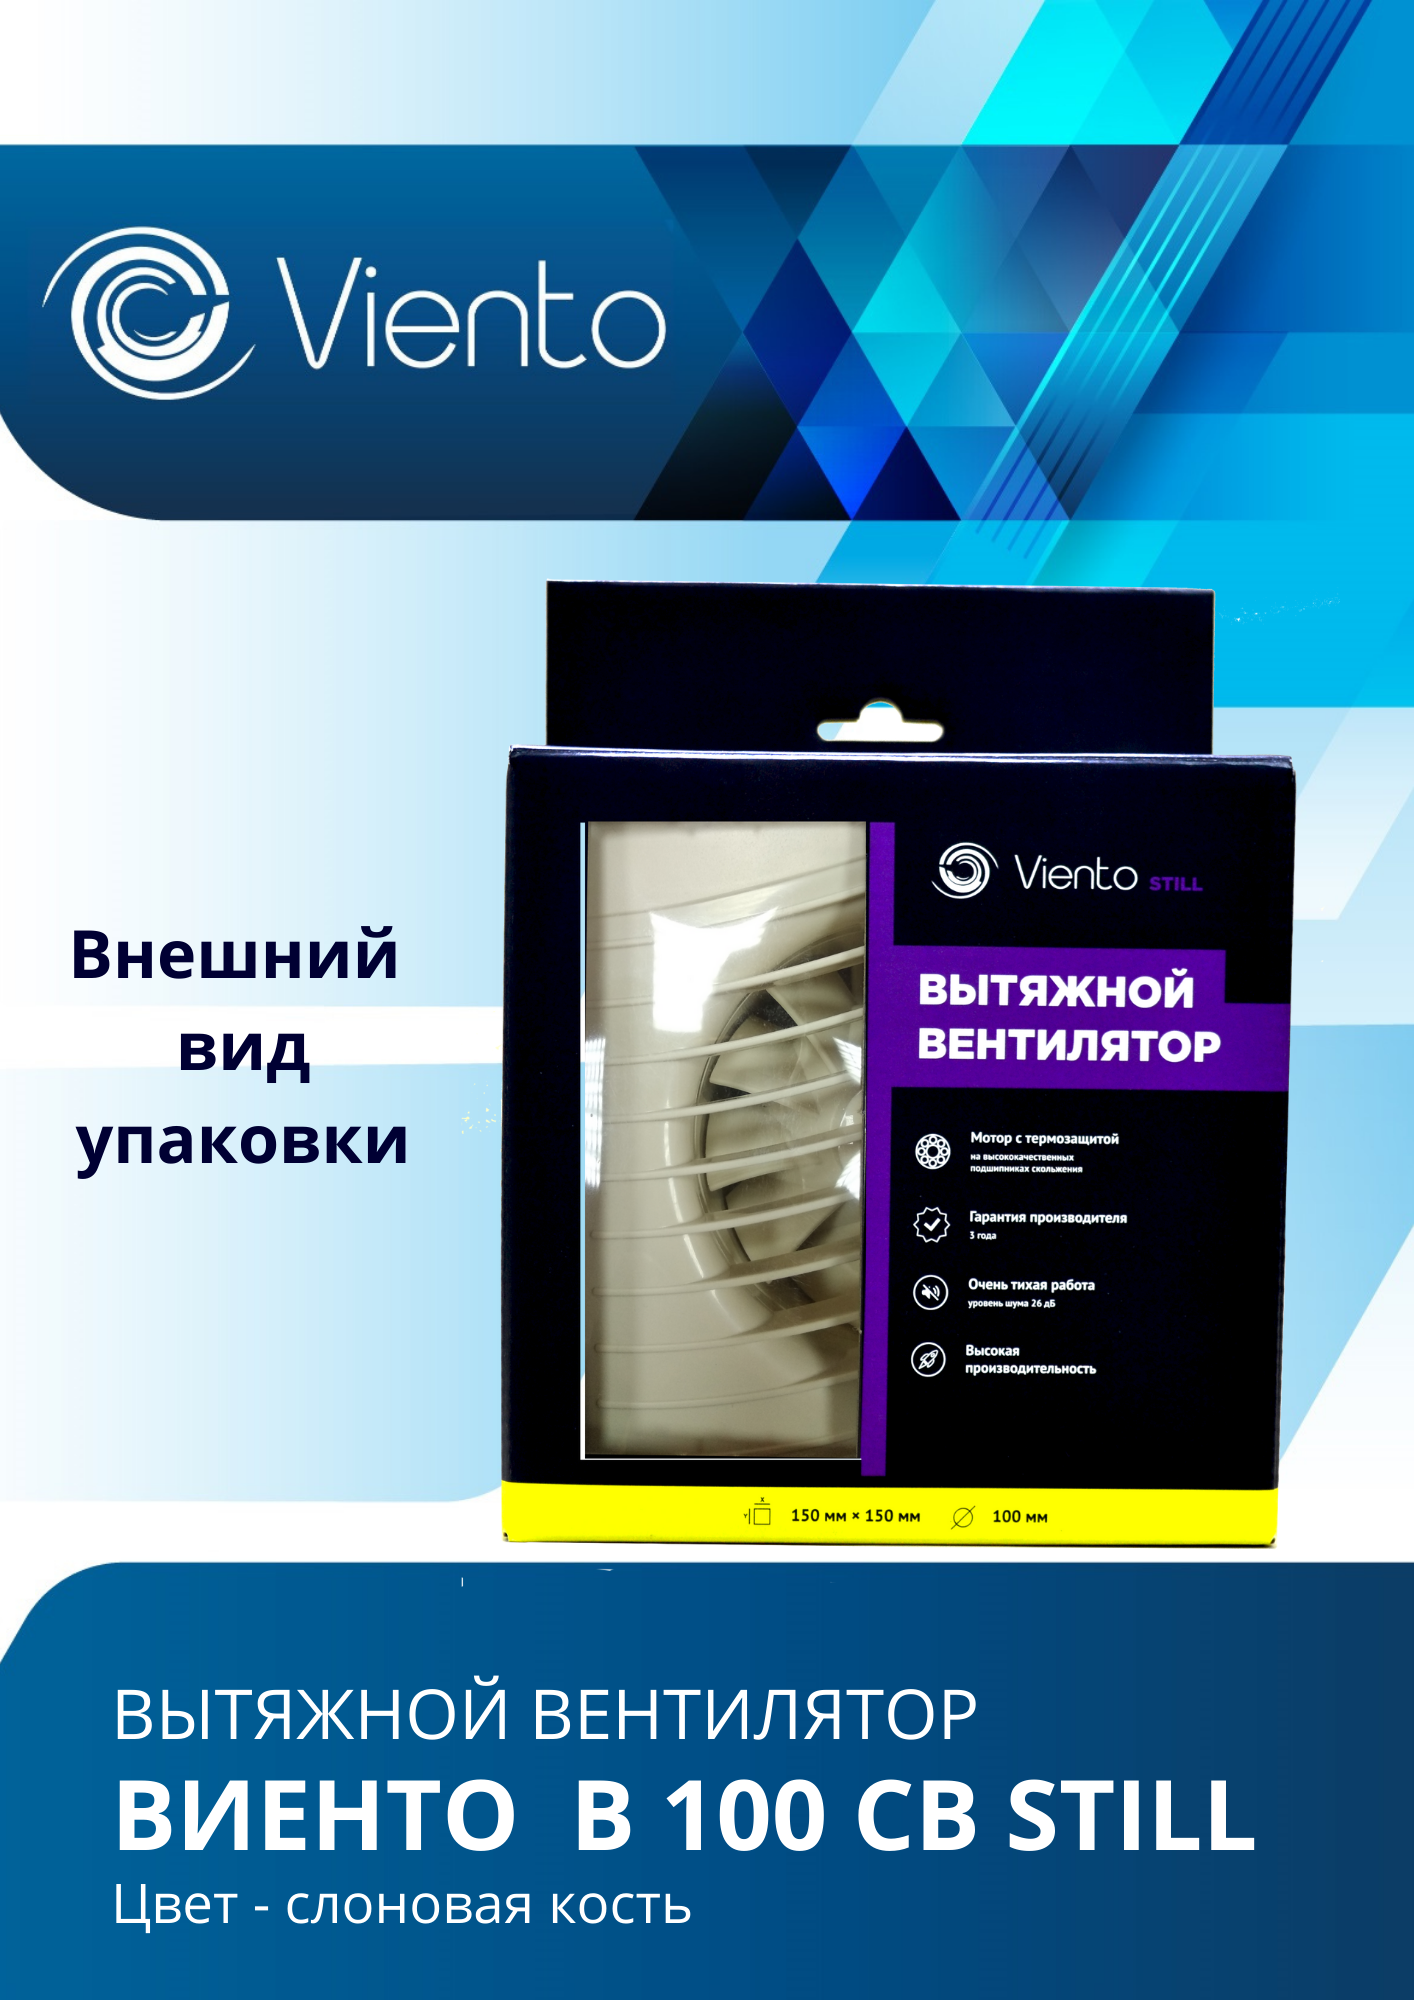 Viento
Внешний
вид
упаковки
Viento STILL
ВЫТЯЖНОЙ
ВЕНТИЛЯТОР
Мотор с термозащитой
на высококачественных
подшипниках скольжения
Гарантия производителя
3 года
Очень тихая работа
уровень шума 26 дБ
Высокая
производительность
x
Y
150 мм × 150 мм
100 мм
ВЫТЯЖНОЙ ВЕНТИЛЯТОР
ВИЕНТО В 100 СВ STILL
Цвет - слоновая кость